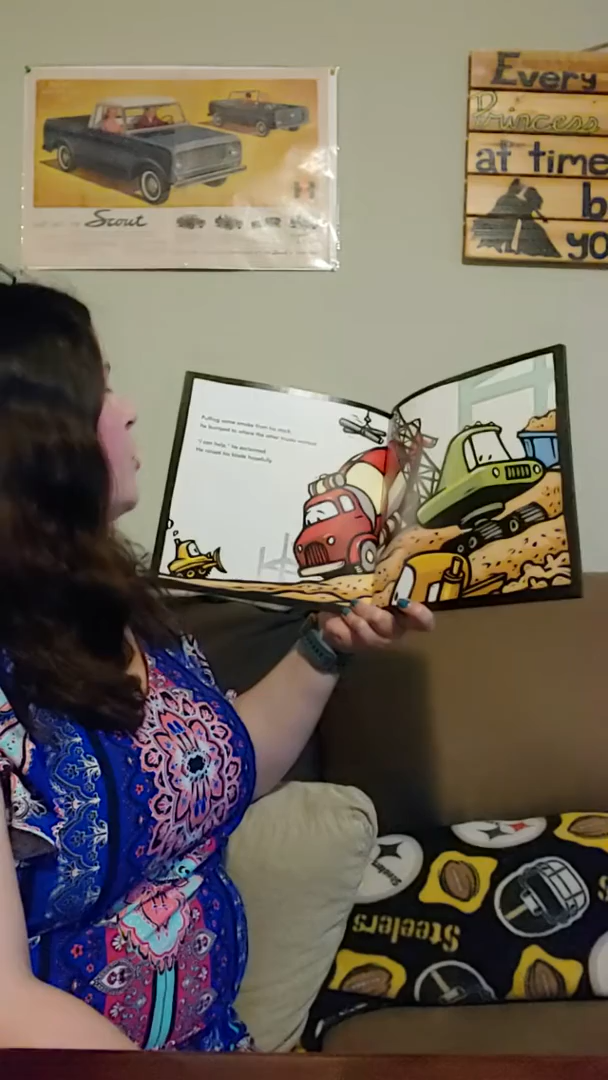 Scout
Every
Princess
at time
b
yo
Puffing some smoke from his stack,
he bumped to where the other trucks worked.
"I can help," he exclaimed.
He raised his blade hopefully.
Steelers
Steelers